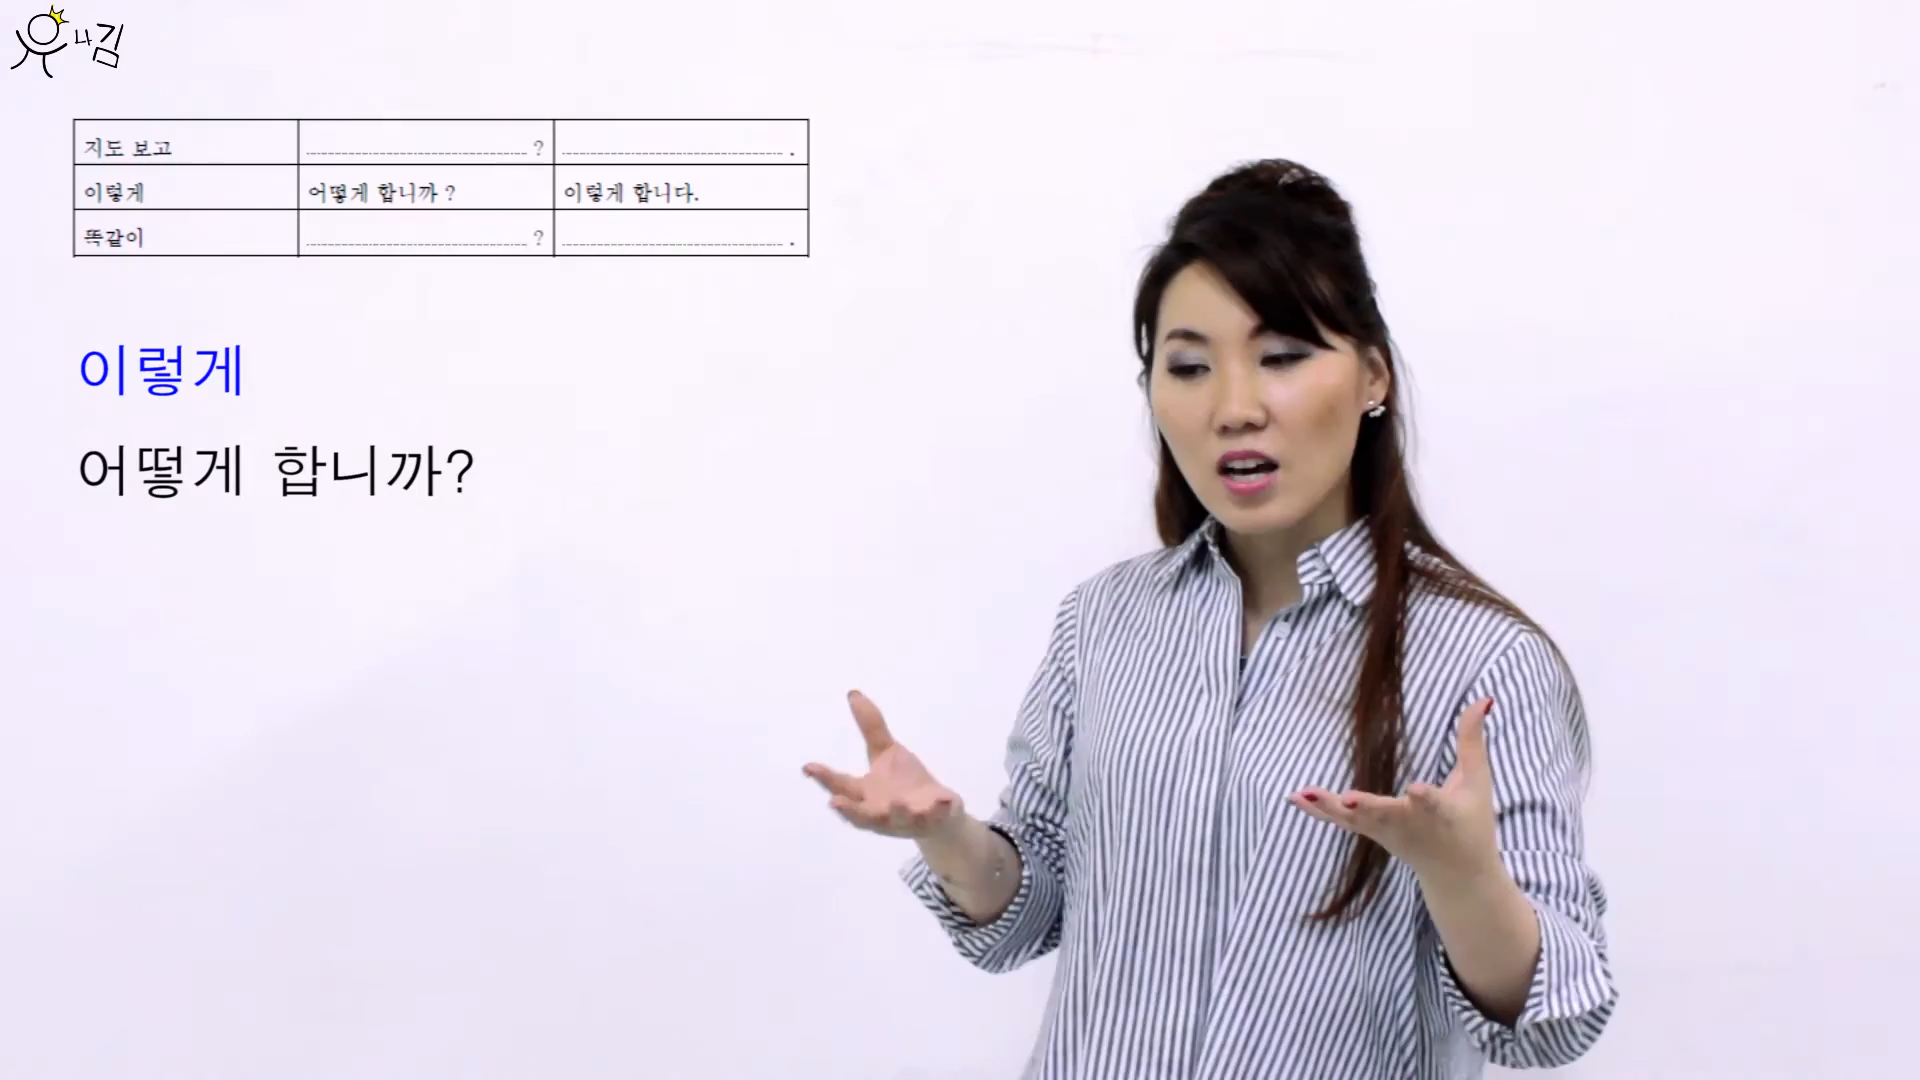 유나김
지도 보고 ? .
이렇게 어떻게 합니까 ? 이렇게 합니다.
똑같이 ? .
이렇게
어떻게 합니까?